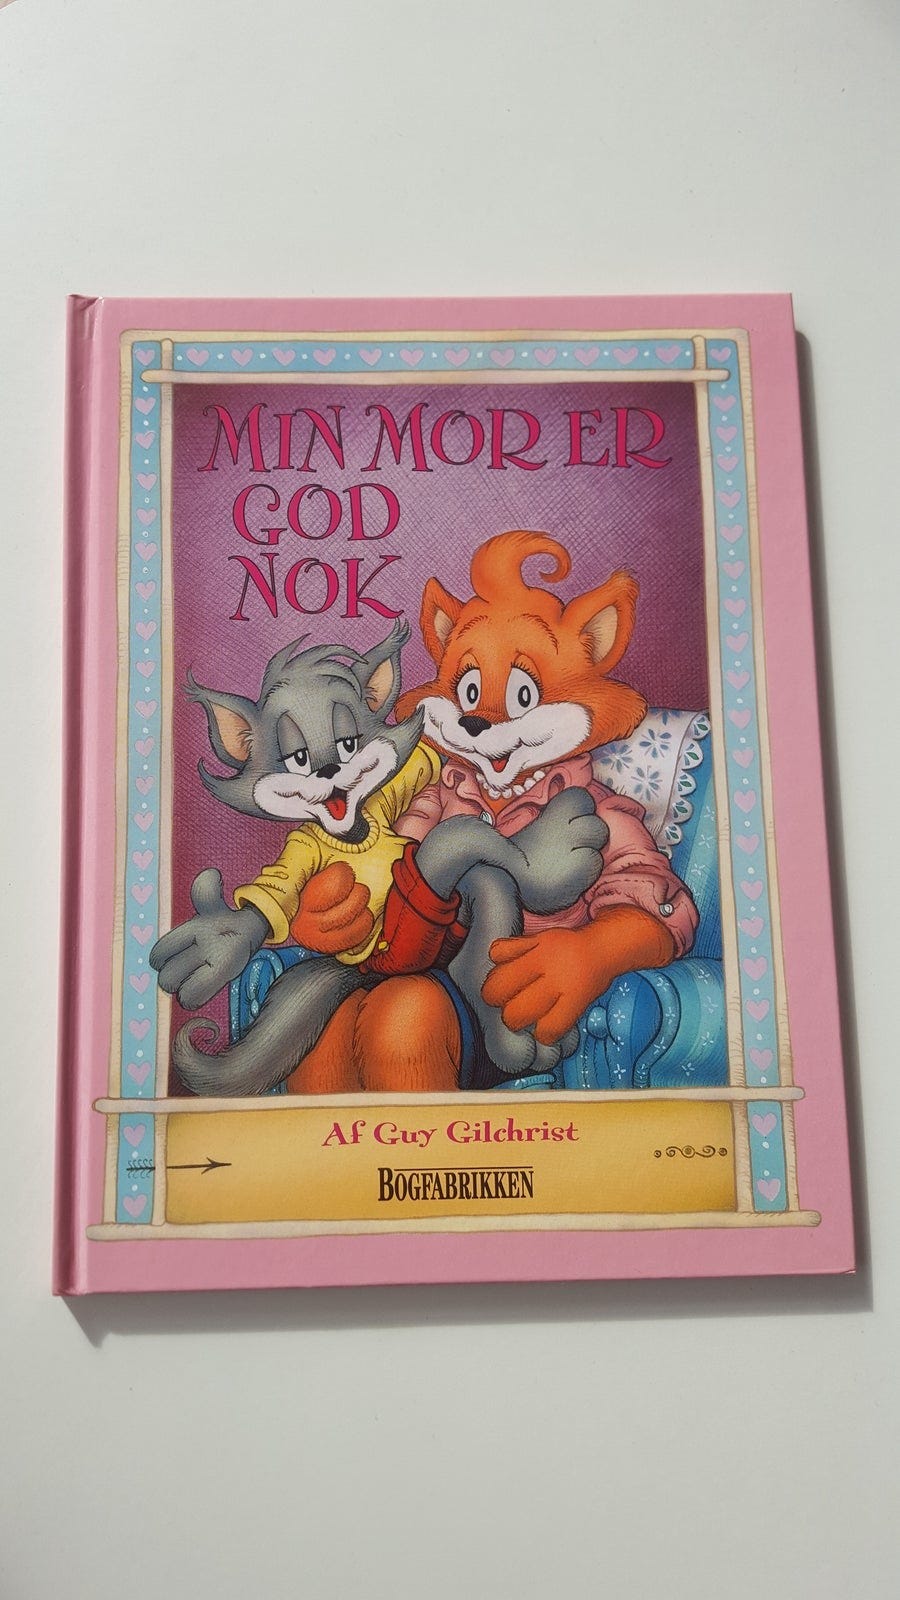 MIN MOR ER
GOD
NOK
Af Guy Gilchrist
BOGFABRIKKEN